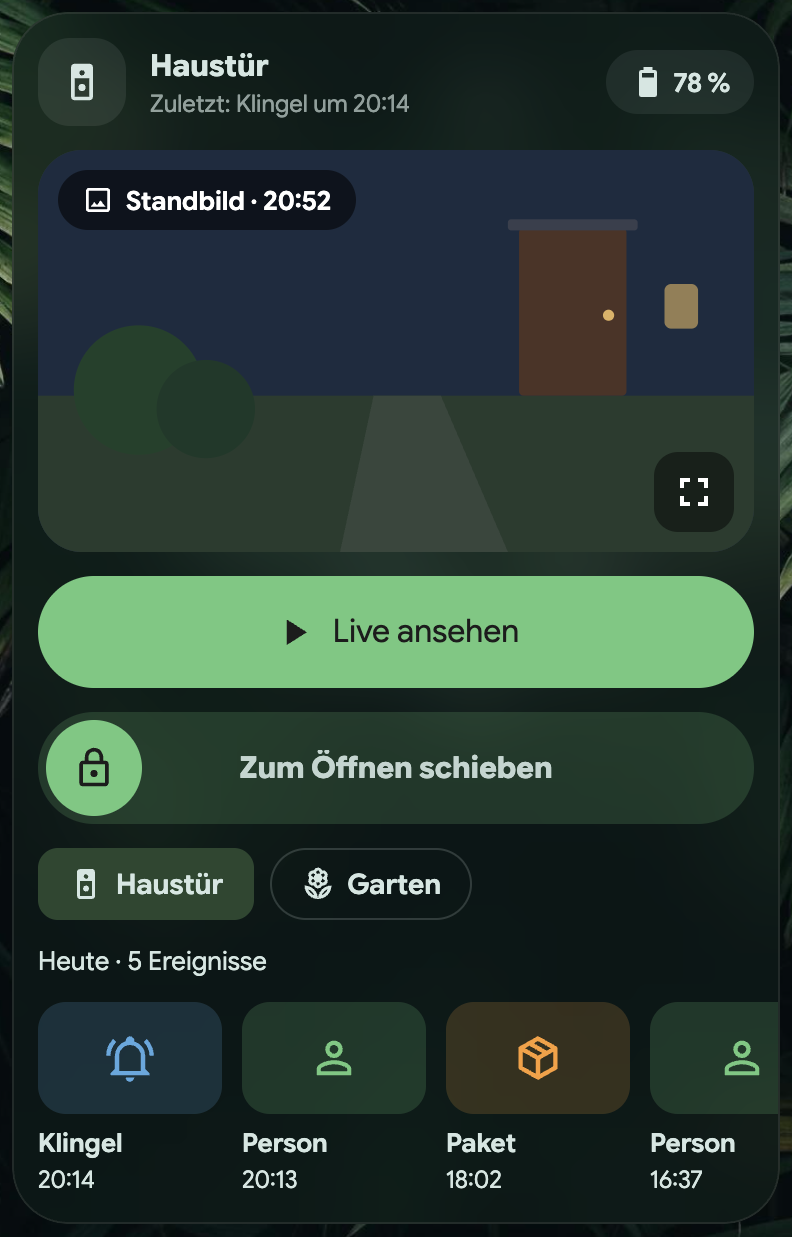 Haustür
Zuletzt: Klingel um 20:14
78 %
Standbild · 20:52
Live ansehen
Zum Öffnen schieben
Haustür
Garten
Heute · 5 Ereignisse
Klingel
Person
Paket
Person
20:14
20:13
18:02
16:37